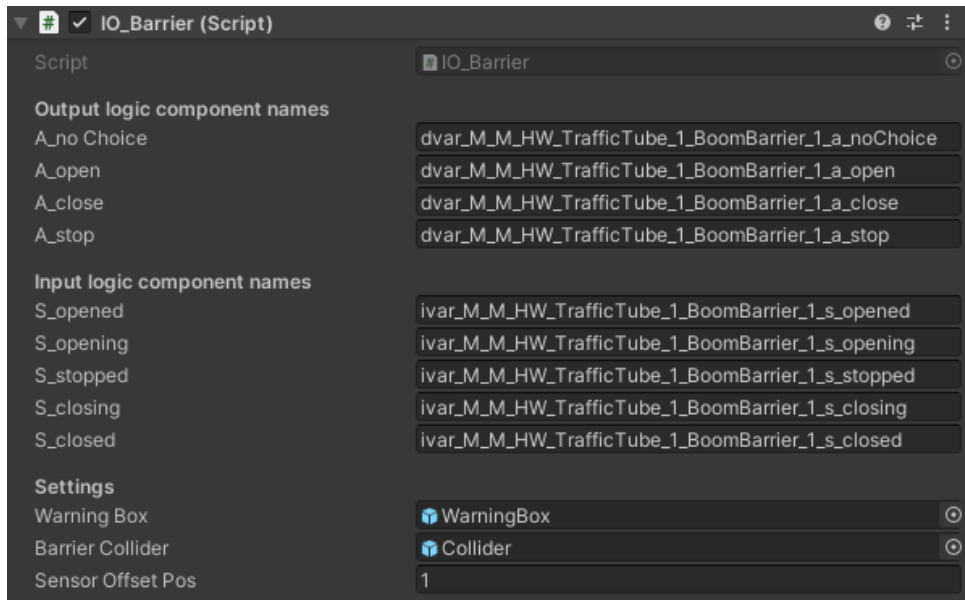 IO_Barrier (Script)
Script IO_Barrier
Output logic component names
A_no Choice dvar_M_M_HW_TrafficTube_1_BoomBarrier_1_a_noChoice
A_open dvar_M_M_HW_TrafficTube_1_BoomBarrier_1_a_open
A_close dvar_M_M_HW_TrafficTube_1_BoomBarrier_1_a_close
A_stop dvar_M_M_HW_TrafficTube_1_BoomBarrier_1_a_stop
Input logic component names
S_opened ivar_M_M_HW_TrafficTube_1_BoomBarrier_1_s_opened
S_opening ivar_M_M_HW_TrafficTube_1_BoomBarrier_1_s_opening
S_stopped ivar_M_M_HW_TrafficTube_1_BoomBarrier_1_s_stopped
S_closing ivar_M_M_HW_TrafficTube_1_BoomBarrier_1_s_closing
S_closed ivar_M_M_HW_TrafficTube_1_BoomBarrier_1_s_closed
Settings
Warning Box WarningBox
Barrier Collider Collider
Sensor Offset Pos 1